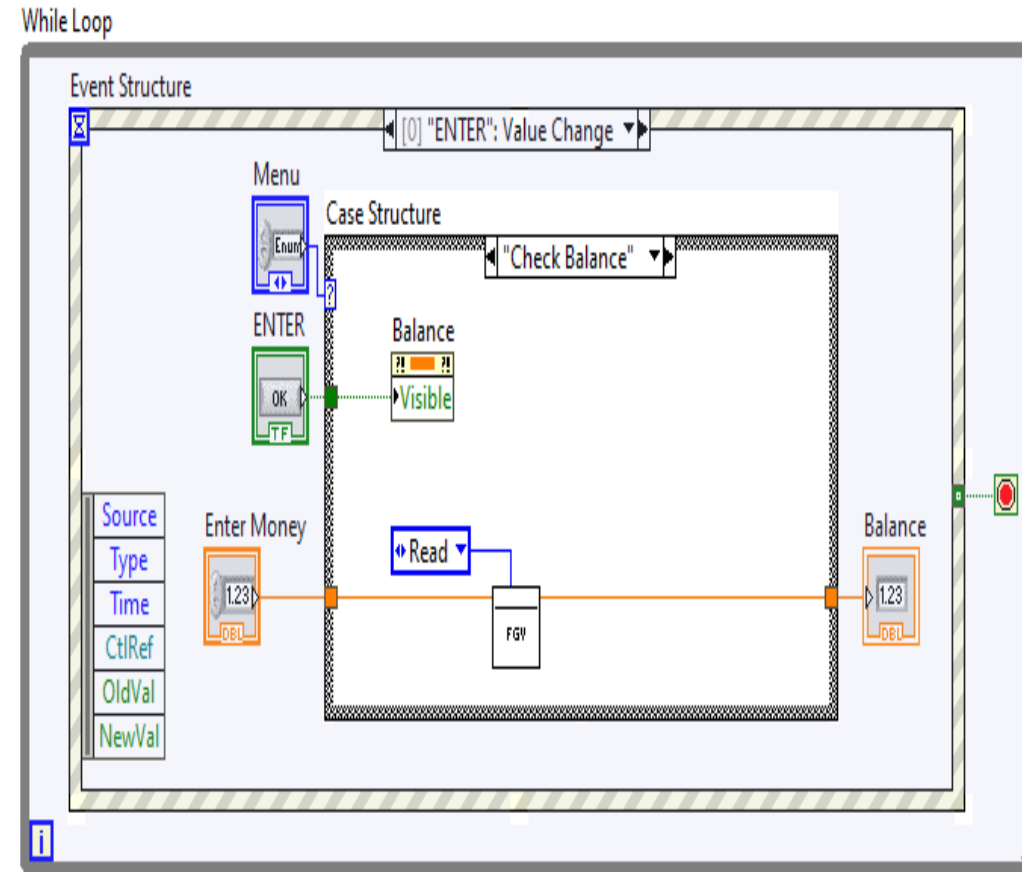 While Loop
Event Structure
[0] "ENTER": Value Change
Menu
Enum
Case Structure
"Check Balance"
?
ENTER
OK
TF
Balance
?! ?!
Visible
Source
Type
Time
CtlRef
OldVal
NewVal
Enter Money
1.23
DBL
Read
FGV
Balance
1.23
DBL
i